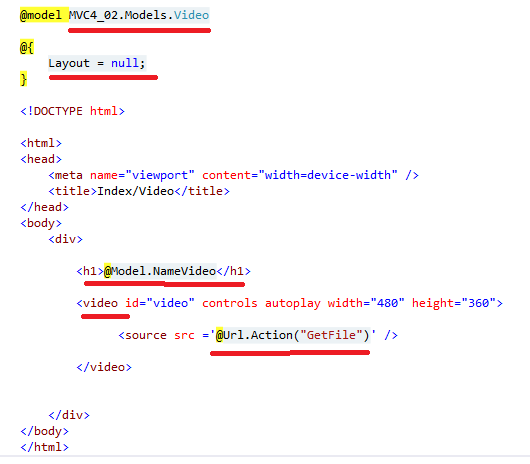 @model MVC4_02.Models.Video
@{
Layout = null;
}
<!DOCTYPE html>
<html>
<head>
<meta name="viewport" content="width=device-width" />
<title>Index/Video</title>
</head>
<body>
<div>
<h1>@Model.NameVideo</h1>
<video id="video" controls autoplay width="480" height="360">
<source src ='@Url.Action("GetFile")' />
</video>
</div>
</body>
</html>